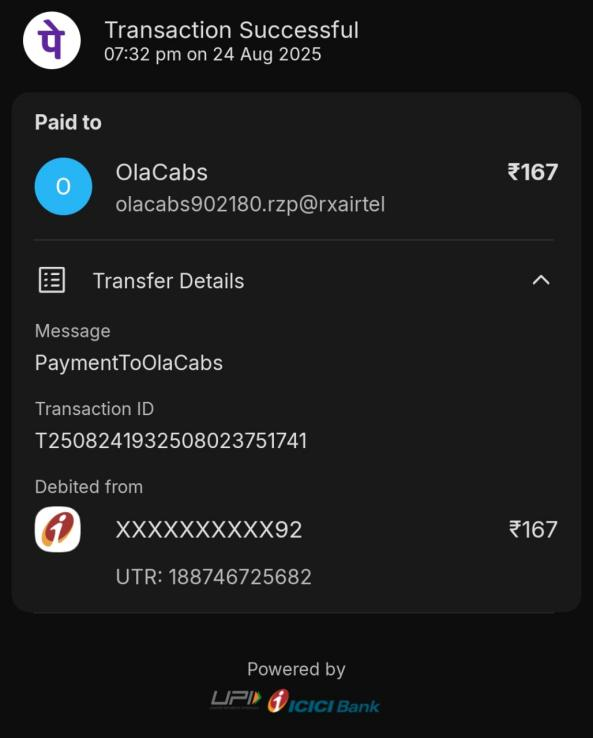 पे
Transaction Successful
07:32 pm on 24 Aug 2025
Paid to
O
OlaCabs
₹167
olacabs902180.rzp@rxairtel
Transfer Details
Message
PaymentToOlaCabs
Transaction ID
T2508241932508023751741
Debited from
XXXXXXXXXX92
₹167
UTR: 188746725682
Powered by
UPI ICICI Bank